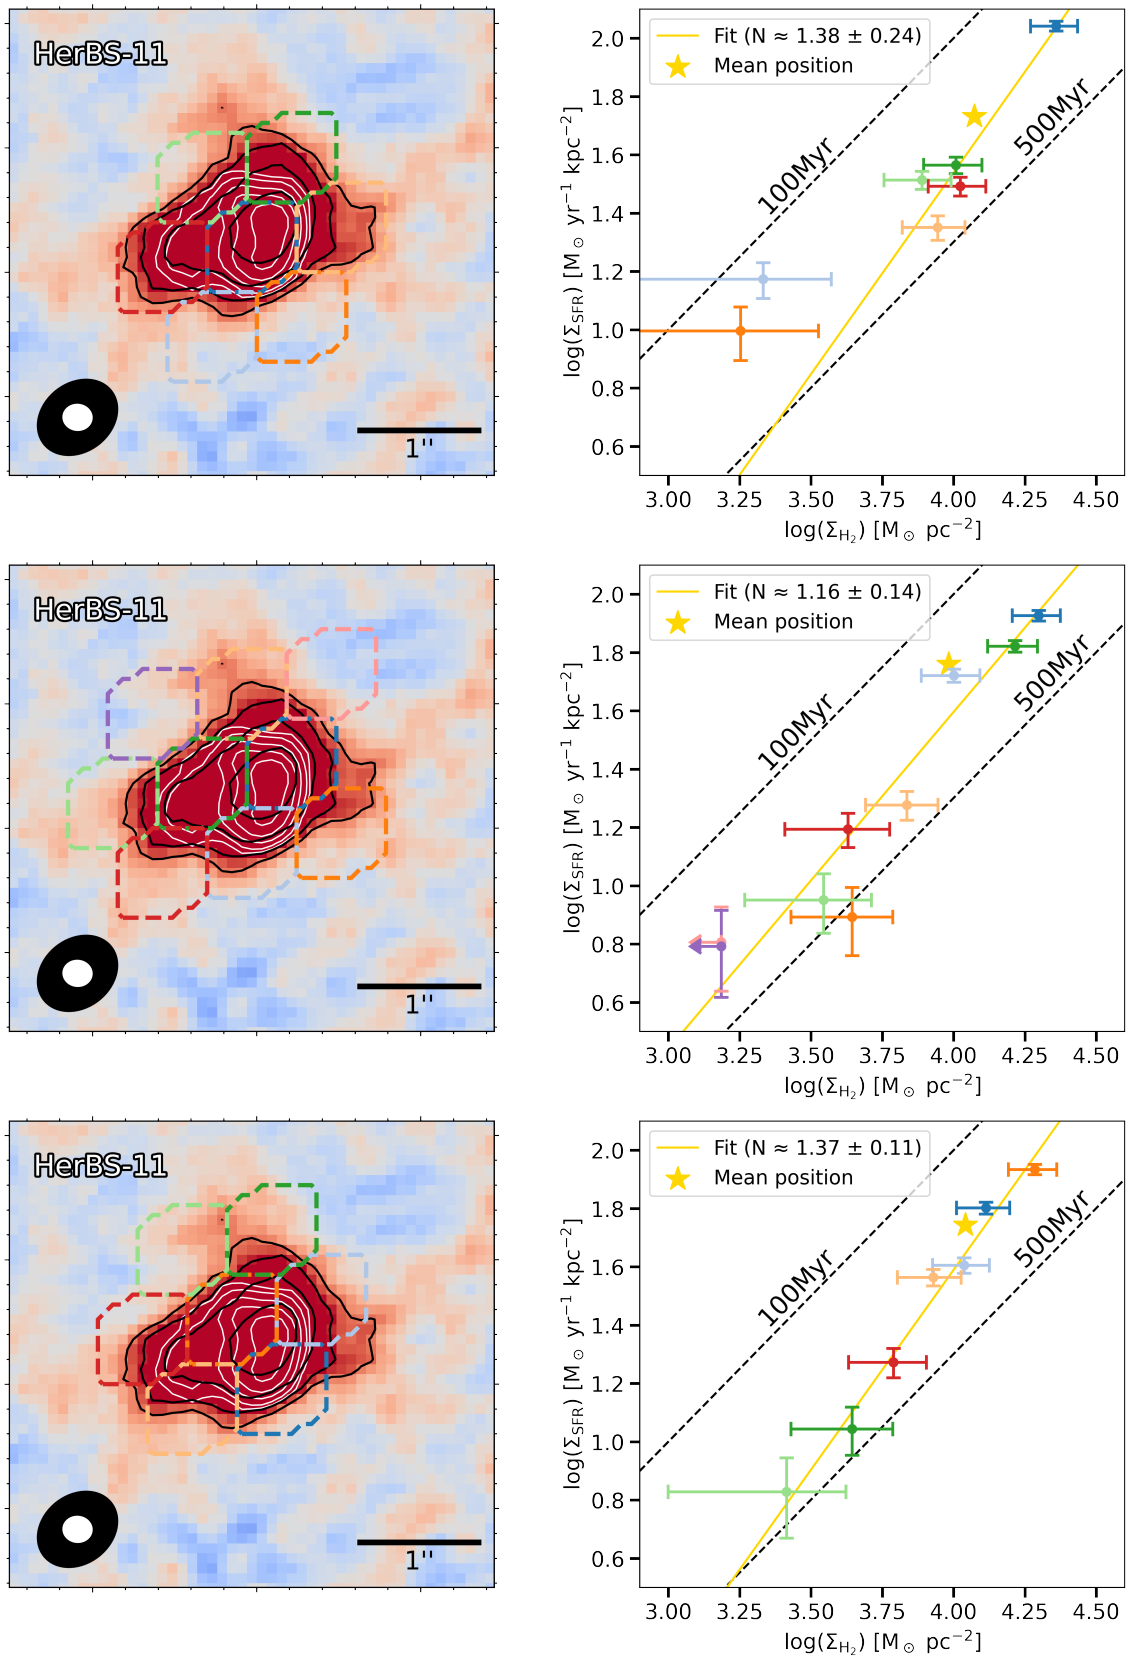 HerBS-11
1''
Fit (N ≈ 1.38 ± 0.24)
Mean position
100Myr
500Myr
log(Σ_SFR) [M⊙ yr⁻¹ kpc⁻²]
2.0
1.8
1.6
1.4
1.2
1.0
0.8
0.6
3.00 3.25 3.50 3.75 4.00 4.25 4.50
log(Σ_H₂) [M⊙ pc⁻²]
HerBS-11
1''
Fit (N ≈ 1.16 ± 0.14)
Mean position
100Myr
500Myr
log(Σ_SFR) [M⊙ yr⁻¹ kpc⁻²]
2.0
1.8
1.6
1.4
1.2
1.0
0.8
0.6
3.00 3.25 3.50 3.75 4.00 4.25 4.50
log(Σ_H₂) [M⊙ pc⁻²]
HerBS-11
1''
Fit (N ≈ 1.37 ± 0.11)
Mean position
100Myr
500Myr
log(Σ_SFR) [M⊙ yr⁻¹ kpc⁻²]
2.0
1.8
1.6
1.4
1.2
1.0
0.8
0.6
3.00 3.25 3.50 3.75 4.00 4.25 4.50
log(Σ_H₂) [M⊙ pc⁻²]